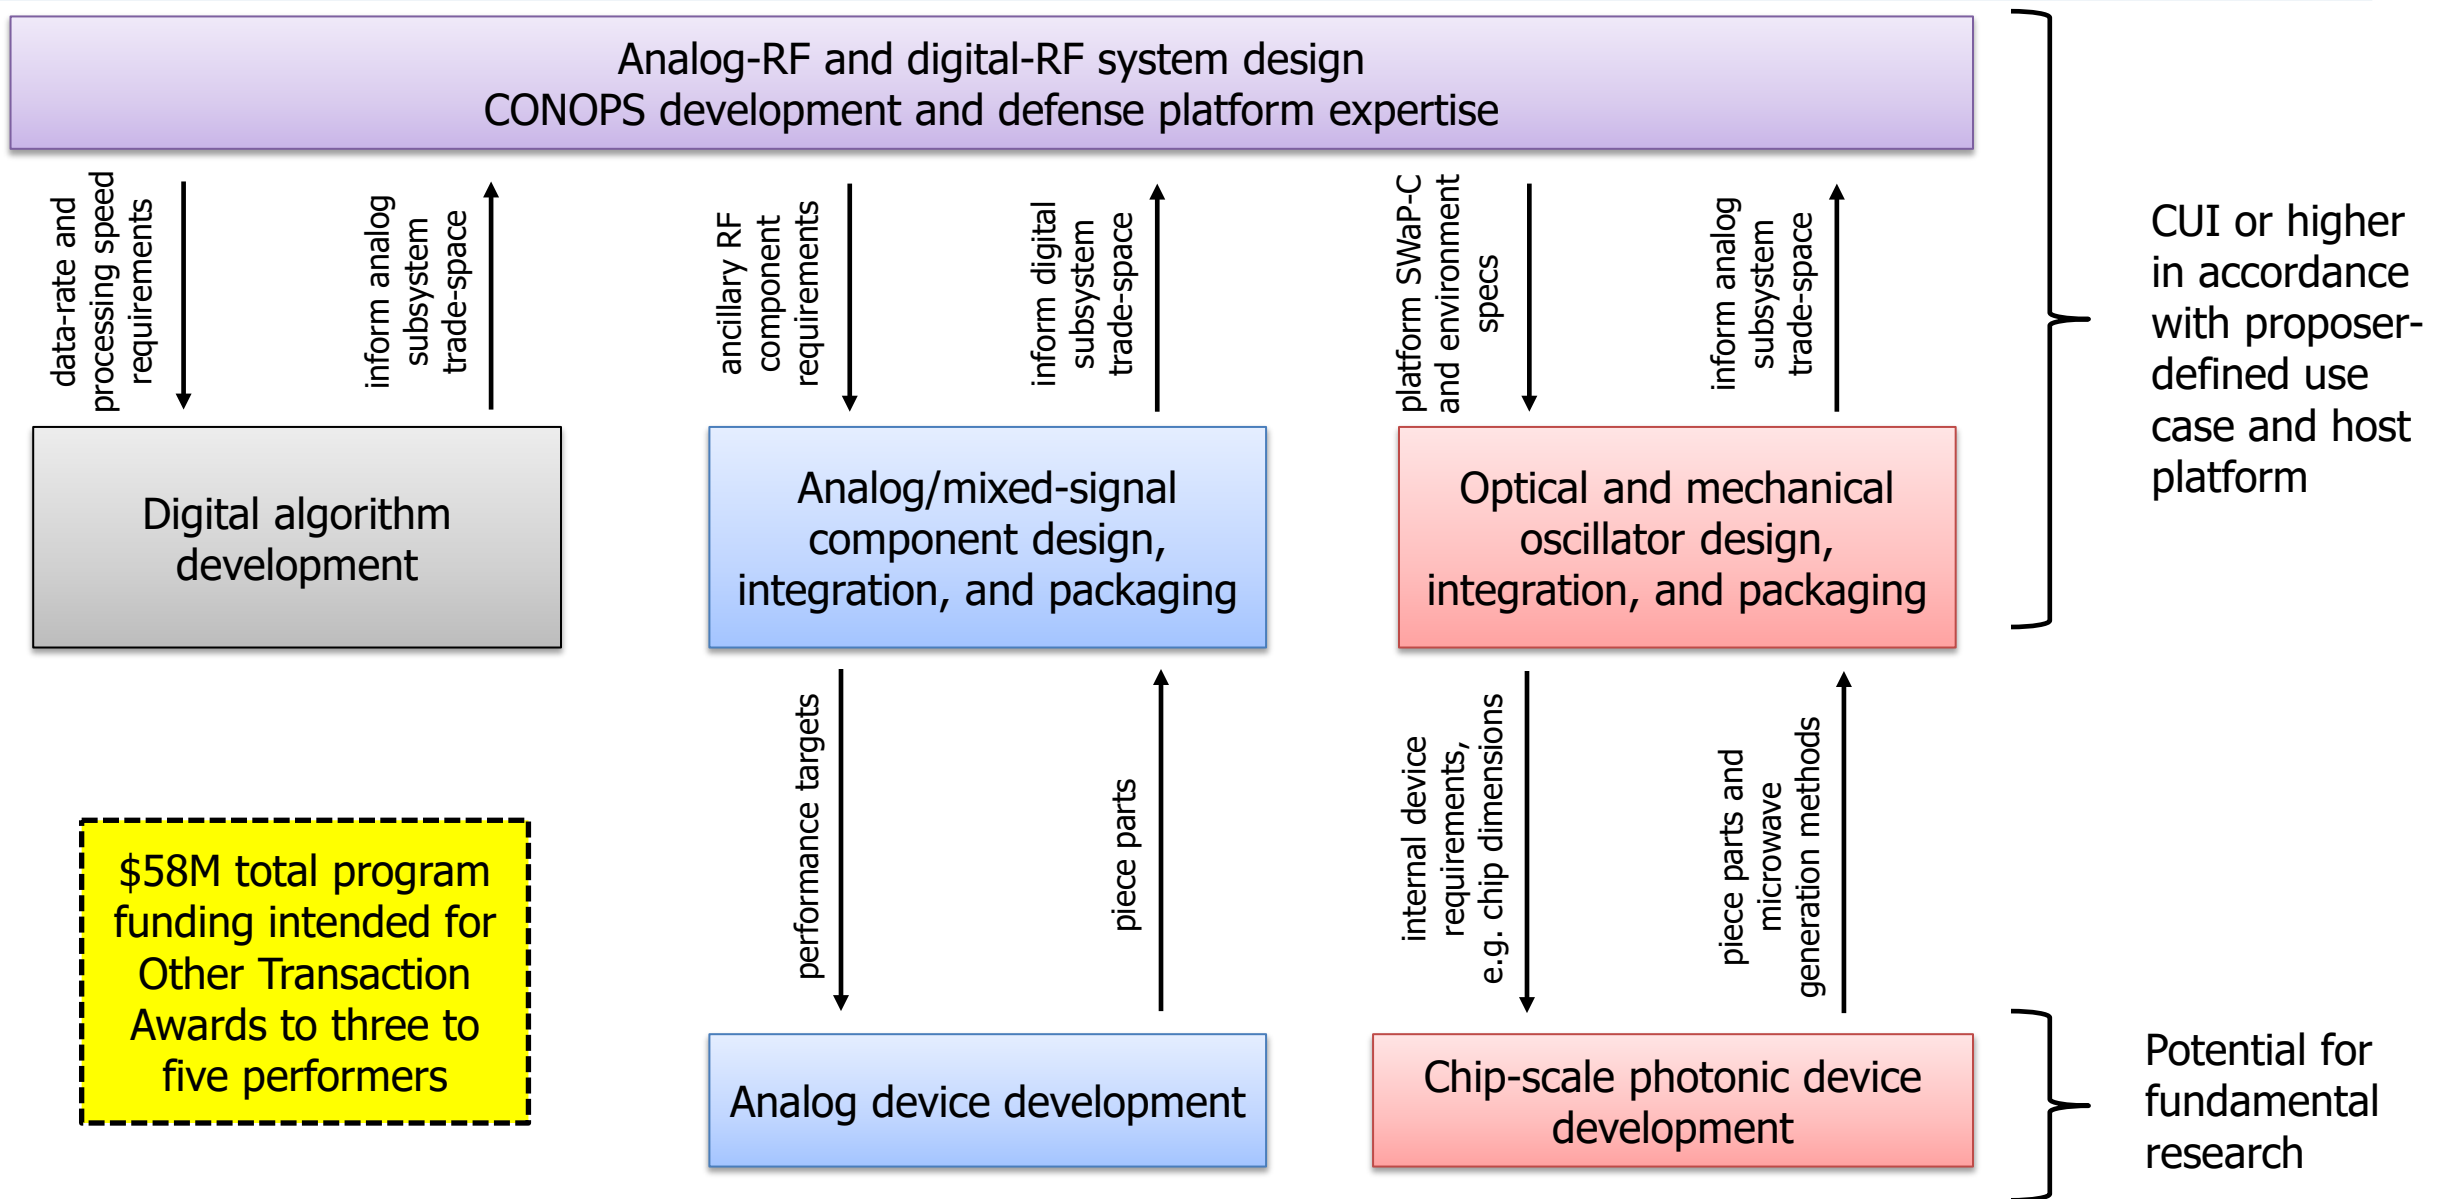 Analog-RF and digital-RF system design
CONOPS development and defense platform expertise
data-rate and
processing speed
requirements
inform analog
subsystem
trade-space
ancillary RF
component
requirements
inform digital
subsystem
trade-space
platform SWaP-C
and environment
specs
inform analog
subsystem
trade-space
CUI or higher
in accordance
with proposer-
defined use
case and host
platform
Digital algorithm
development
Analog/mixed-signal
component design,
integration, and packaging
Optical and mechanical
oscillator design,
integration, and packaging
performance targets
piece parts
internal device
requirements,
e.g. chip dimensions
piece parts and
microwave
generation methods
$58M total program
funding intended for
Other Transaction
Awards to three to
five performers
Analog device development
Chip-scale photonic device
development
Potential for
fundamental
research